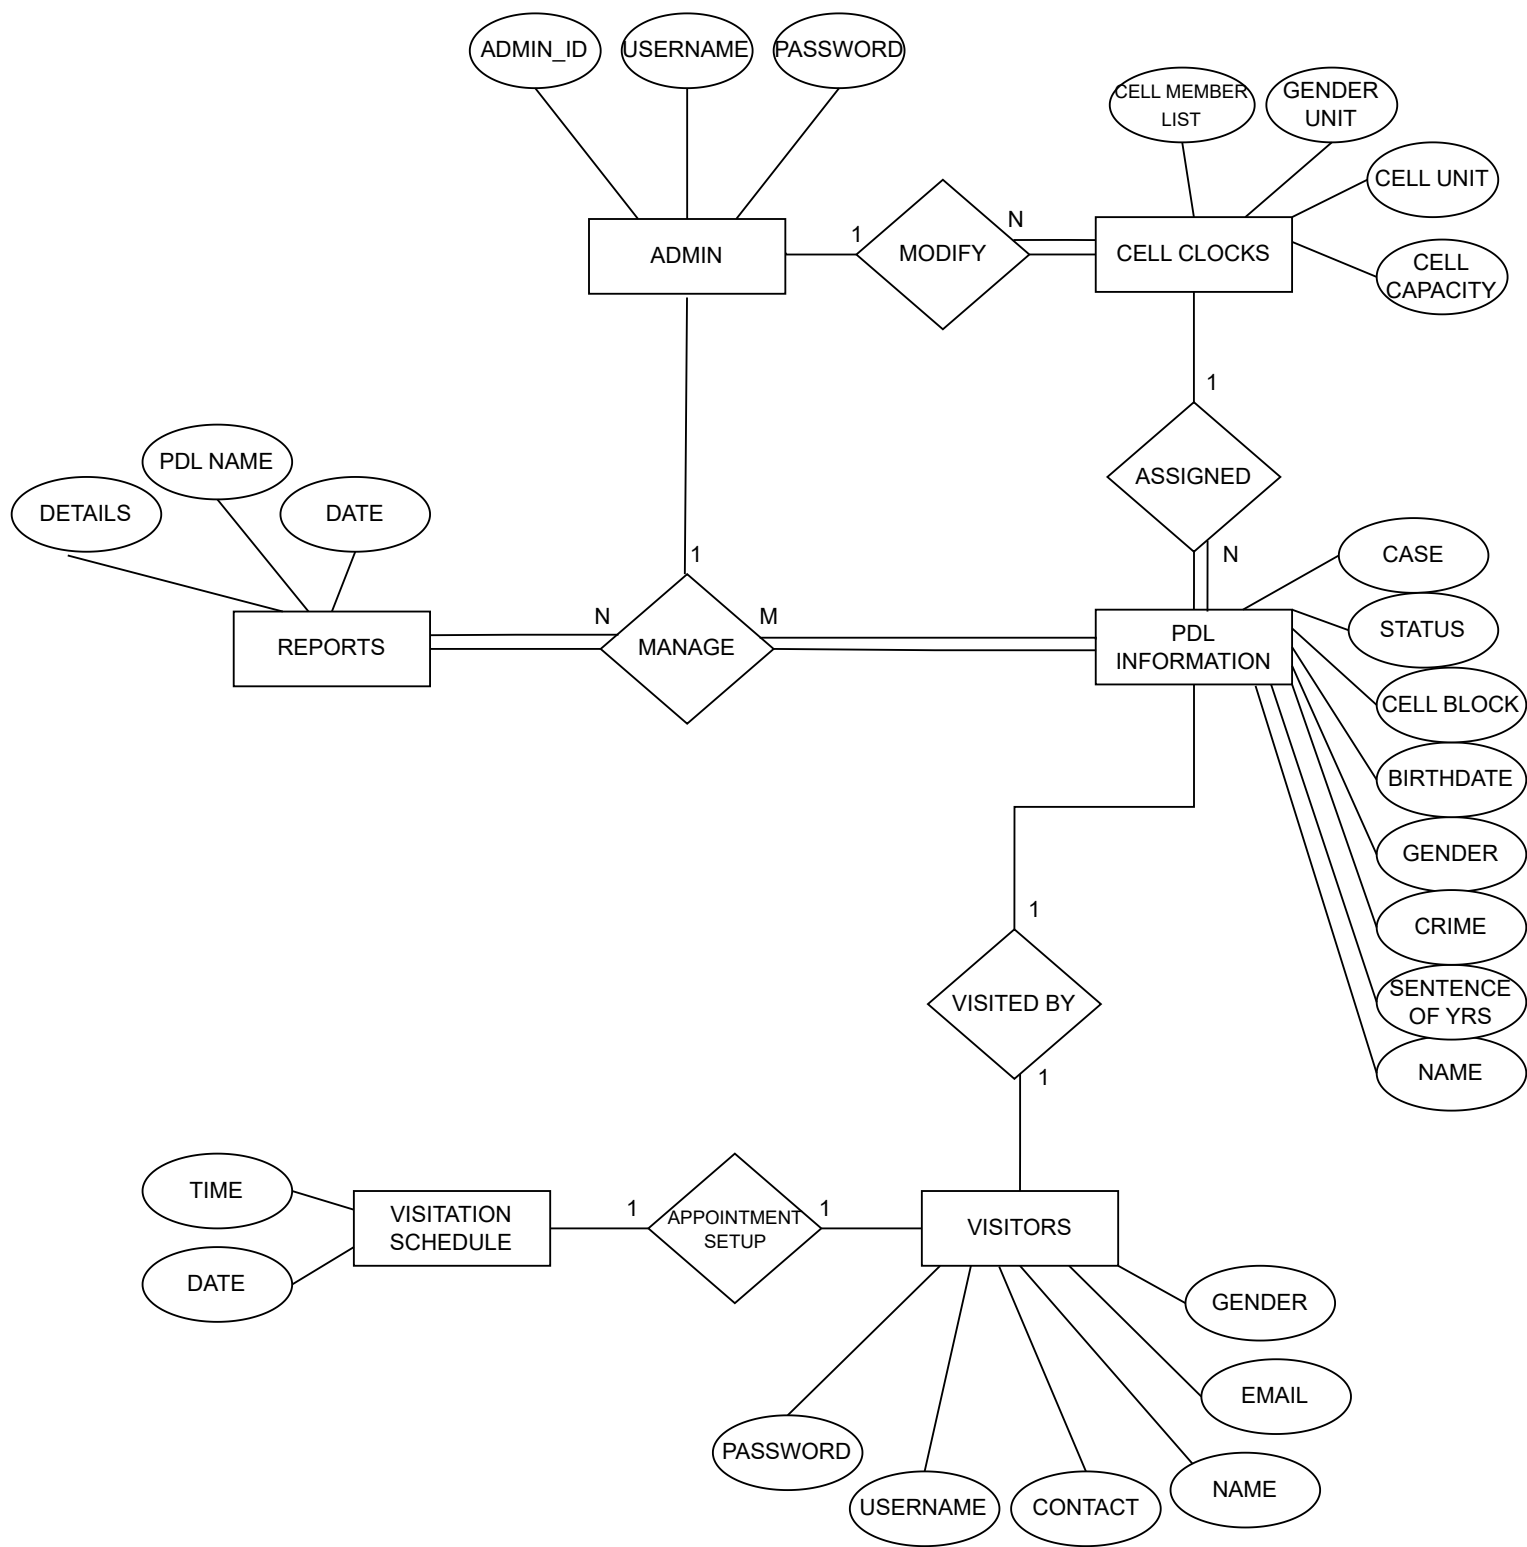 ADMIN_ID
USERNAME
PASSWORD
CELL MEMBER
LIST
GENDER
UNIT
CELL UNIT
CELL
CAPACITY
ADMIN
1
MODIFY
N
CELL CLOCKS
1
ASSIGNED
N
PDL NAME
DETAILS
DATE
1
N
M
REPORTS
MANAGE
PDL
INFORMATION
CASE
STATUS
CELL BLOCK
BIRTHDATE
GENDER
CRIME
SENTENCE
OF YRS
NAME
1
VISITED BY
1
TIME
DATE
VISITATION
SCHEDULE
1
APPOINTMENT
SETUP
1
VISITORS
GENDER
EMAIL
NAME
CONTACT
USERNAME
PASSWORD